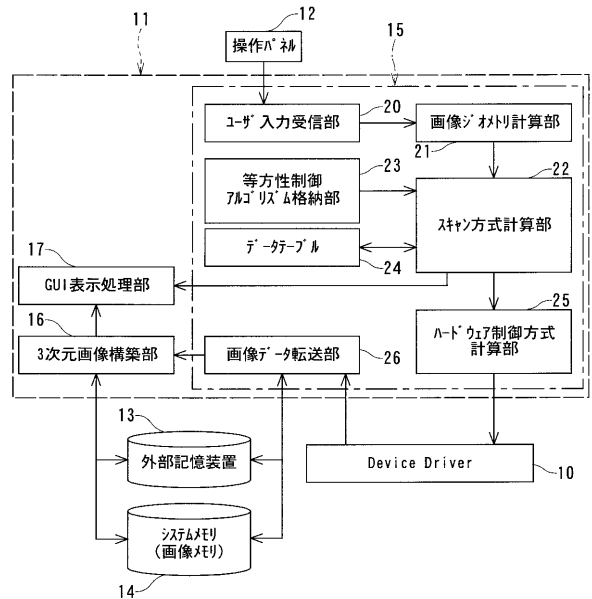 11
12
操作ﾊﾟﾈﾙ
15
ﾕｰｻﾞ入力受信部
20
画像ｼﾞｵﾒﾄﾘ計算部
21
23
等方性制御
ｱﾙｺﾞﾘｽﾞﾑ格納部
22
ｽｷｬﾝ方式計算部
ﾃﾞｰﾀﾃｰﾌﾞﾙ
24
17
GUI表示処理部
25
ﾊｰﾄﾞｳｪｱ制御方式
計算部
16
3次元画像構築部
画像ﾃﾞｰﾀ転送部
26
13
外部記憶装置
Device Driver
10
ｼｽﾃﾑﾒﾓﾘ
(画像ﾒﾓﾘ)
14